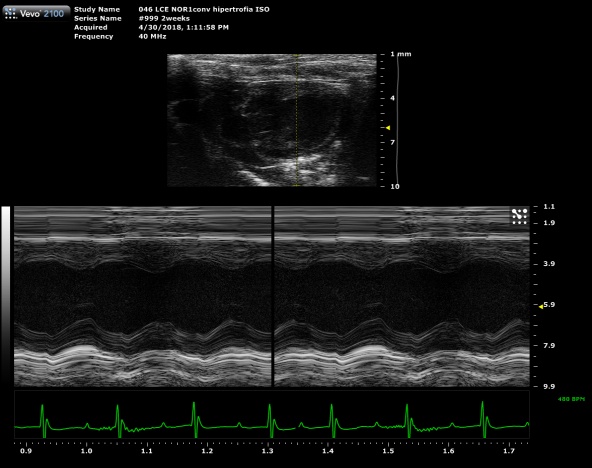 Vevo 2100
Study Name 046 LCE NOR1conv hipertrofia ISO
Series Name #999 2weeks
Acquired 4/30/2018, 1:11:58 PM
Frequency 40 MHz
1 mm
4
7
10
1.1
1.9
3.9
5.9
7.9
9.9
480 BPM
0.9 1.0 1.1 1.2 1.3 1.4 1.5 1.6 1.7